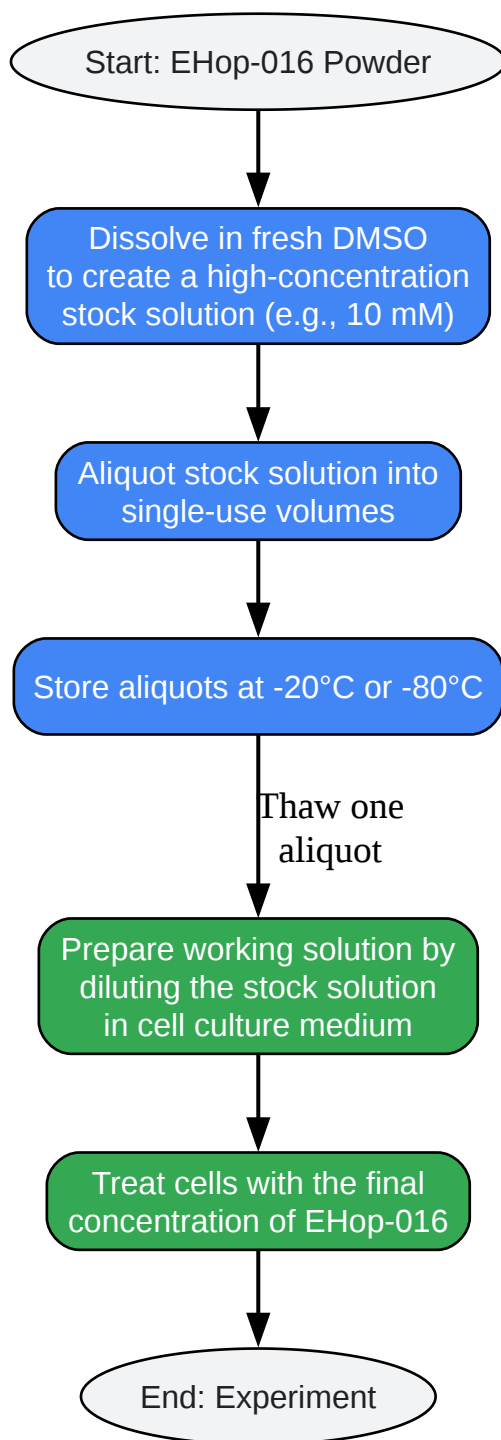 Start: EHop-016 Powder
Dissolve in fresh DMSO
to create a high-concentration
stock solution (e.g., 10 mM)
Aliquot stock solution into
single-use volumes
Store aliquots at -20°C or -80°C
Thaw one
aliquot
Prepare working solution by
diluting the stock solution
in cell culture medium
Treat cells with the final
concentration of EHop-016
End: Experiment